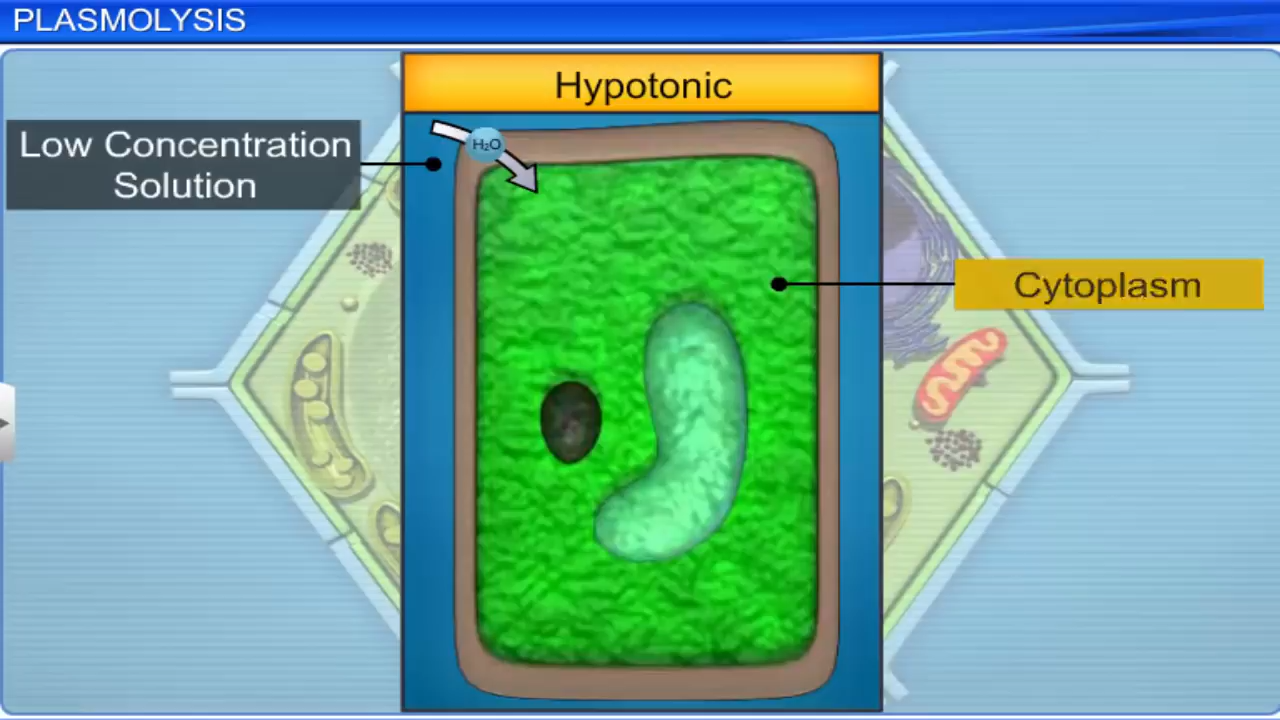 PLASMOLYSIS
Hypotonic
Low Concentration
Solution
H₂O
Cytoplasm